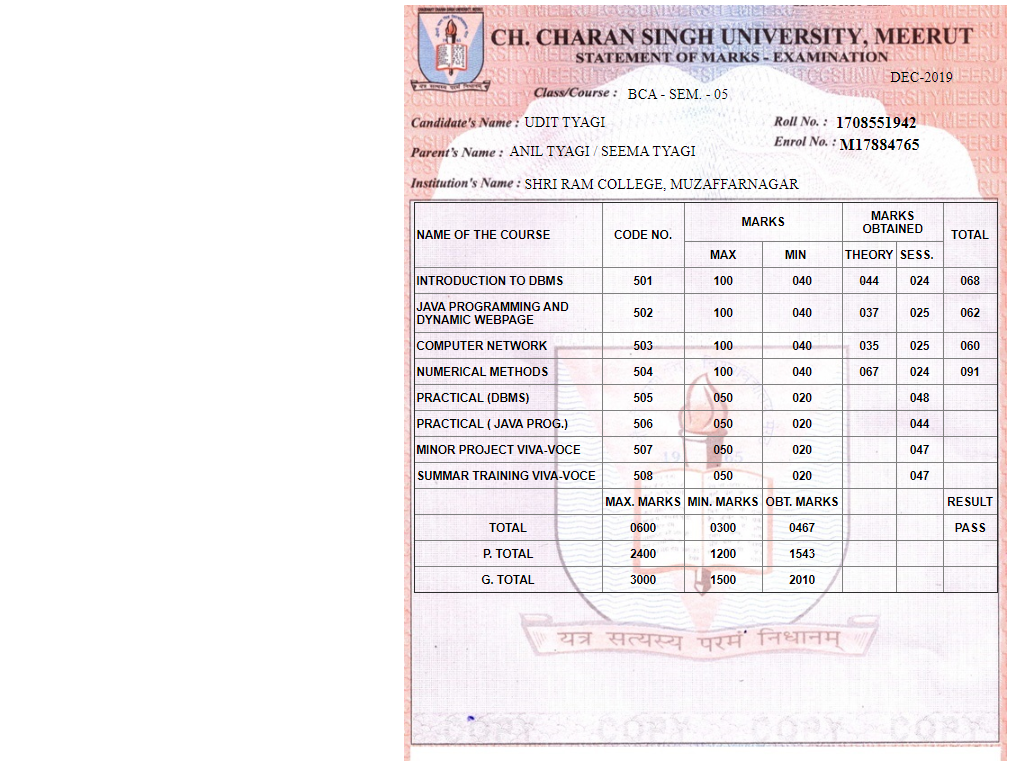 CH. CHARAN SINGH UNIVERSITY, MEERUT
STATEMENT OF MARKS - EXAMINATION
DEC-2019
Class/Course : BCA - SEM. - 05
Candidate's Name : UDIT TYAGI Roll No. : 1708551942
Enrol No. : M17884765
Parent's Name : ANIL TYAGI / SEEMA TYAGI
Institution's Name : SHRI RAM COLLEGE, MUZAFFARNAGAR
NAME OF THE COURSE CODE NO. MARKS MARKS OBTAINED TOTAL
MAX MIN THEORY SESS.
INTRODUCTION TO DBMS 501 100 040 044 024 068
JAVA PROGRAMMING AND
DYNAMIC WEBPAGE 502 100 040 037 025 062
COMPUTER NETWORK 503 100 040 035 025 060
NUMERICAL METHODS 504 100 040 067 024 091
PRACTICAL (DBMS) 505 050 020 048
PRACTICAL ( JAVA PROG.) 506 050 020 044
MINOR PROJECT VIVA-VOCE 507 050 020 047
SUMMAR TRAINING VIVA-VOCE 508 050 020 047
MAX. MARKS MIN. MARKS OBT. MARKS RESULT
TOTAL 0600 0300 0467 PASS
P. TOTAL 2400 1200 1543
G. TOTAL 3000 1500 2010
यत्र सत्यस्य परमं निधानम्